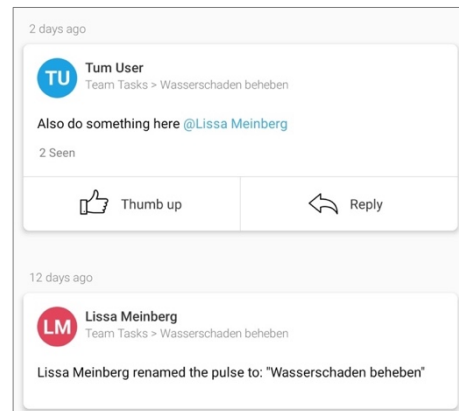 2 days ago
TU
Tum User
Team Tasks > Wasserschaden beheben
Also do something here @Lissa Meinberg
2 Seen
Thumb up
Reply
12 days ago
LM
Lissa Meinberg
Team Tasks > Wasserschaden beheben
Lissa Meinberg renamed the pulse to: "Wasserschaden beheben"